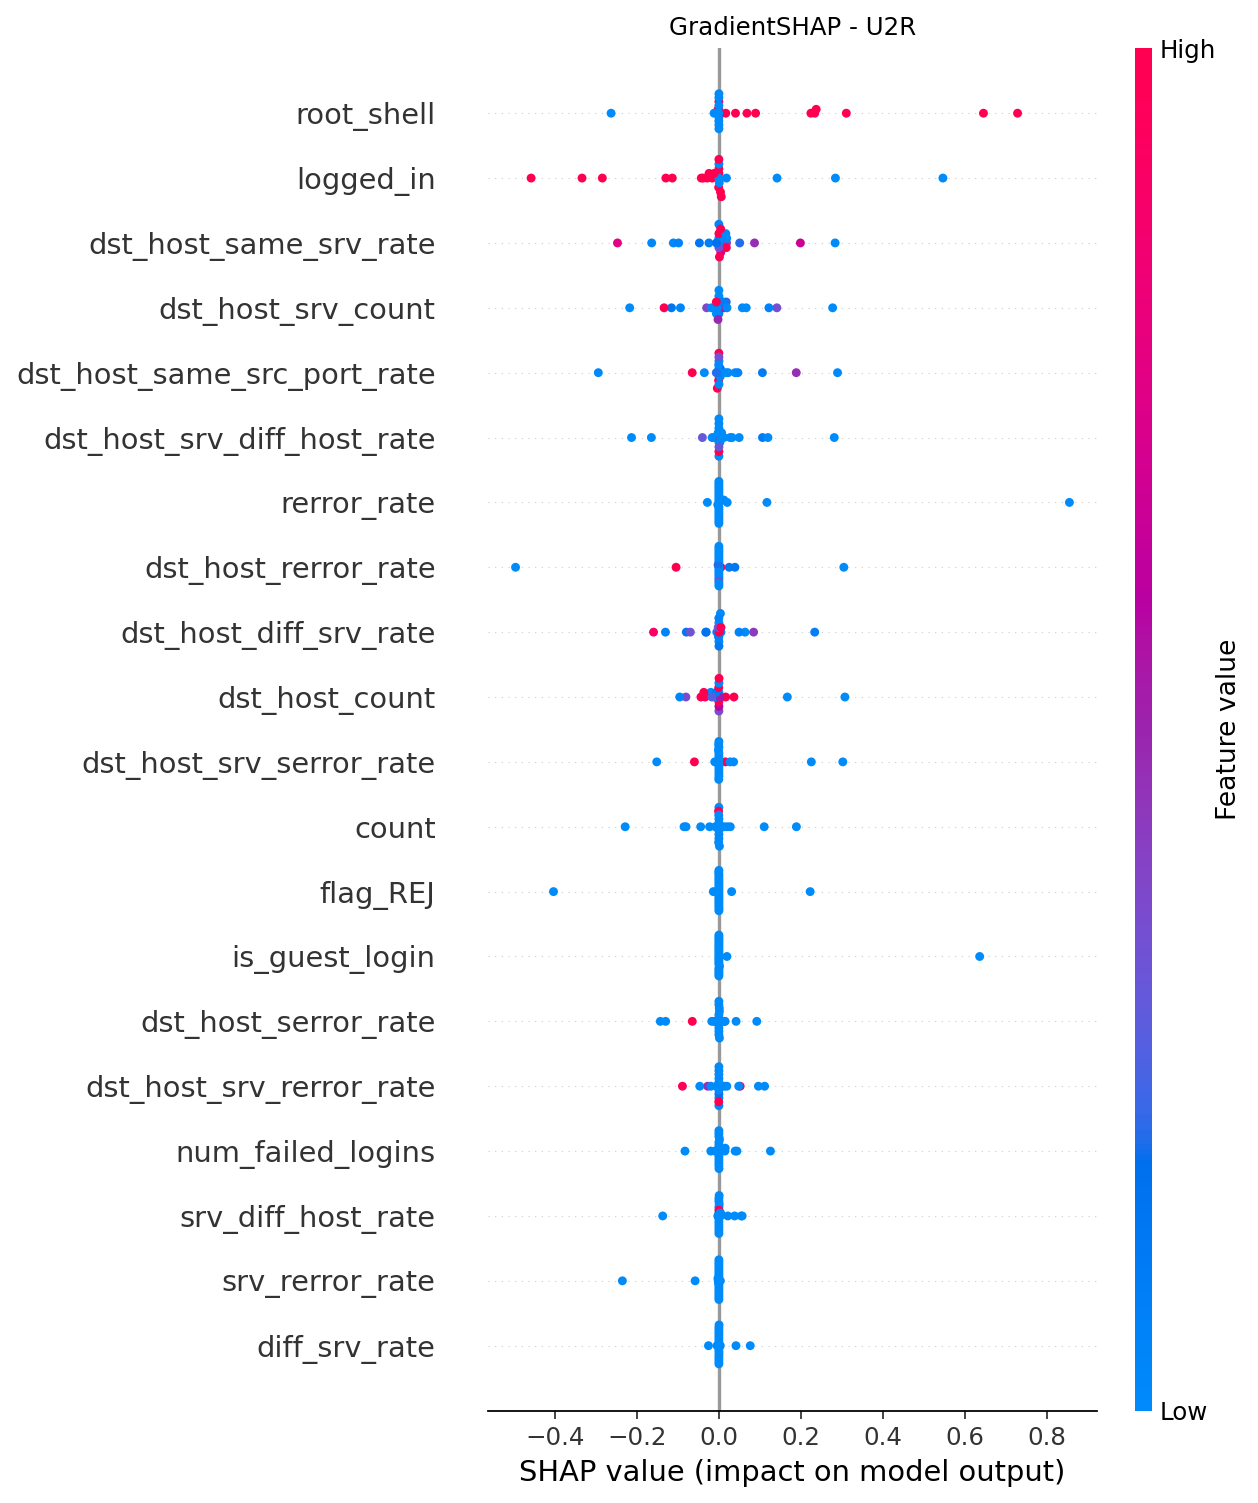 GradientSHAP - U2R
High
root_shell
logged_in
dst_host_same_srv_rate
dst_host_srv_count
dst_host_same_src_port_rate
dst_host_srv_diff_host_rate
rerror_rate
dst_host_rerror_rate
dst_host_diff_srv_rate
dst_host_count
dst_host_srv_serror_rate
count
flag_REJ
is_guest_login
dst_host_serror_rate
dst_host_srv_rerror_rate
num_failed_logins
srv_diff_host_rate
srv_rerror_rate
diff_srv_rate
Feature value
Low
−0.4 −0.2 0.0 0.2 0.4 0.6 0.8
SHAP value (impact on model output)